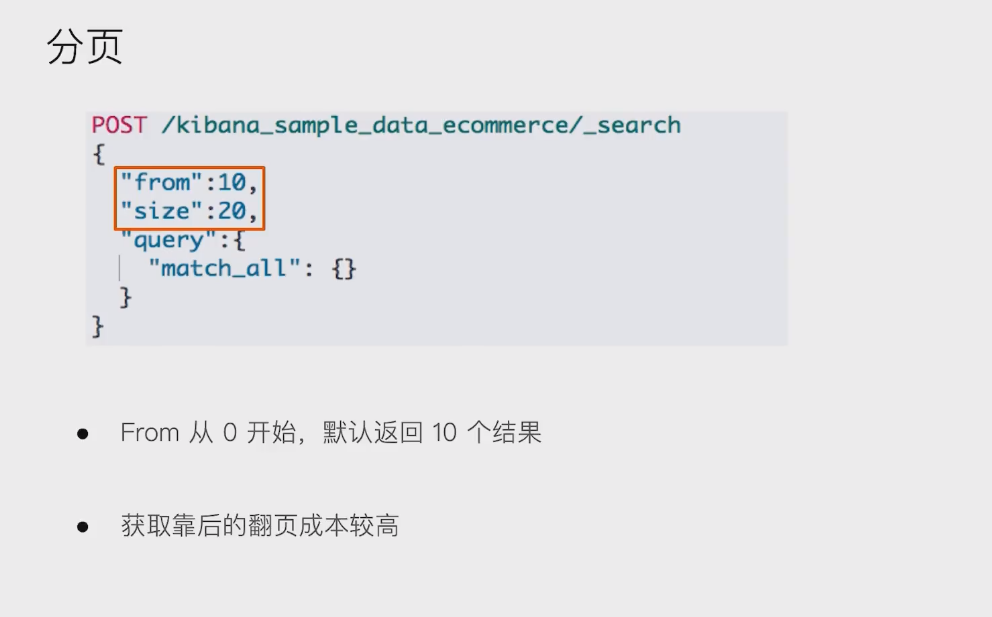 分页
POST /kibana_sample_data_ecommerce/_search
{
"from":10,
"size":20,
"query":{
"match_all": {}
}
}
● From 从 0 开始，默认返回 10 个结果
● 获取靠后的翻页成本较高